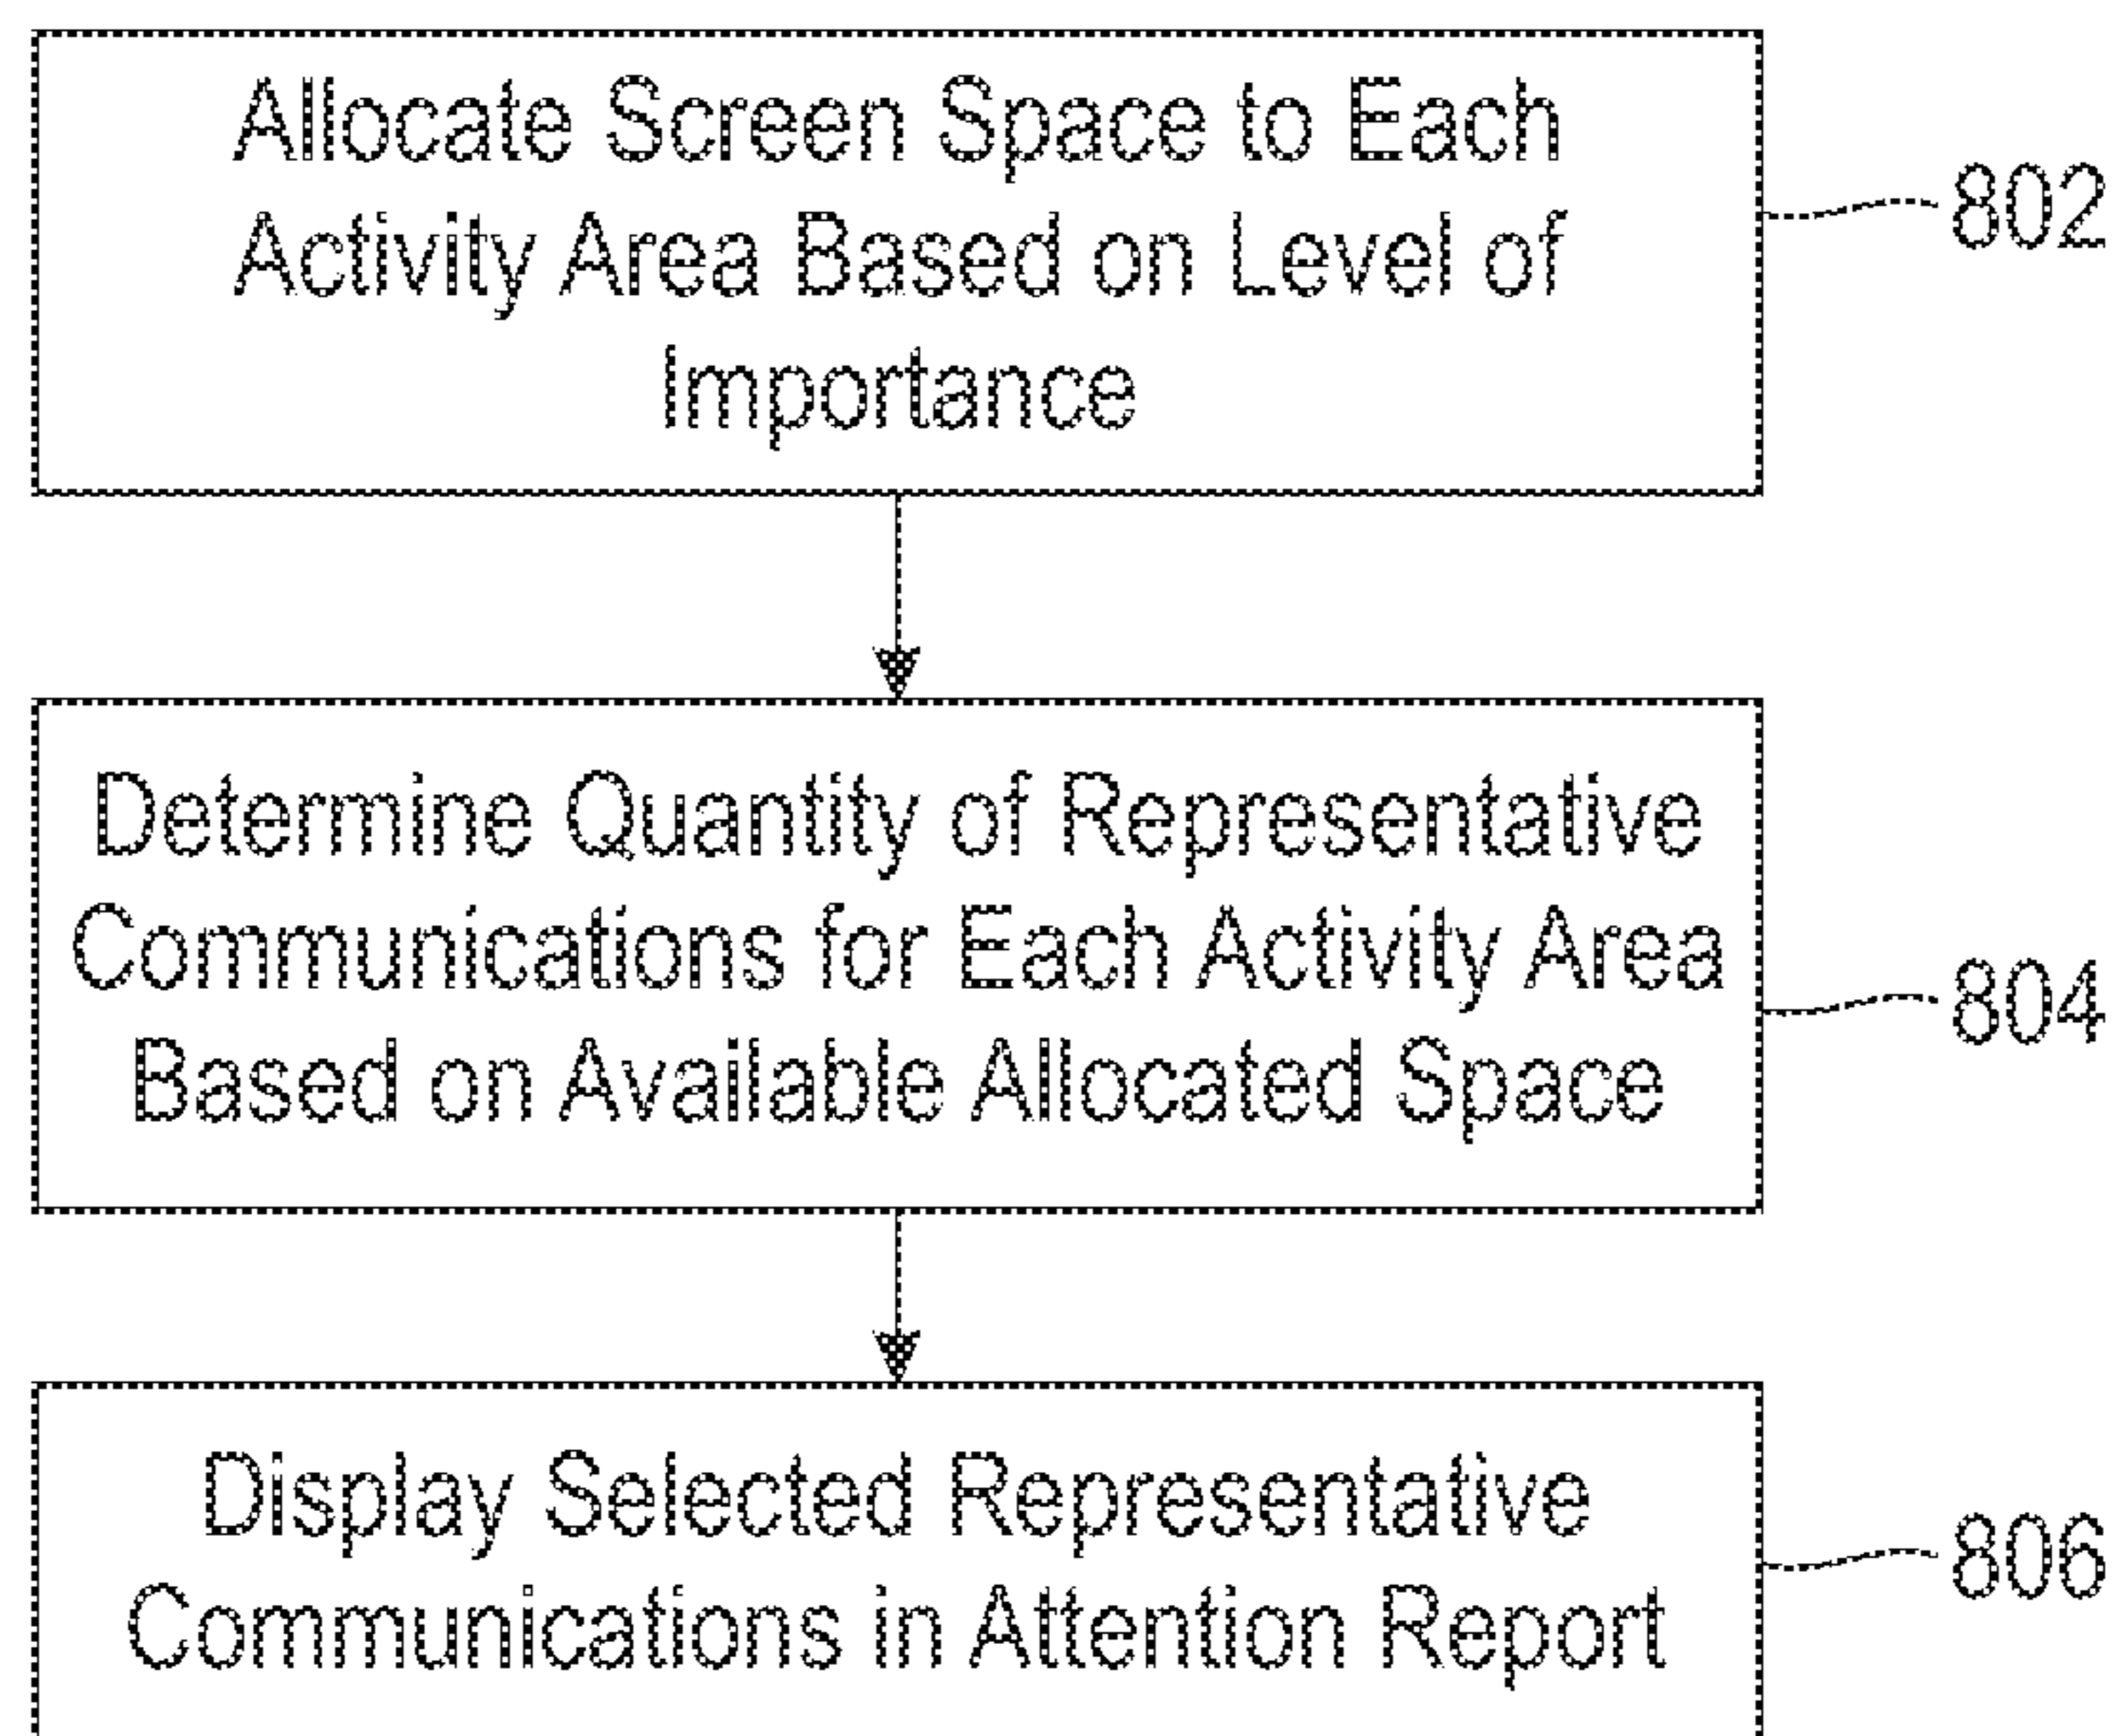 Allocate Screen Space to Each
Activity Area Based on Level of
Importance
802
Determine Quantity of Representative
Communications for Each Activity Area
Based on Available Allocated Space
804
Display Selected Representative
Communications in Attention Report
806